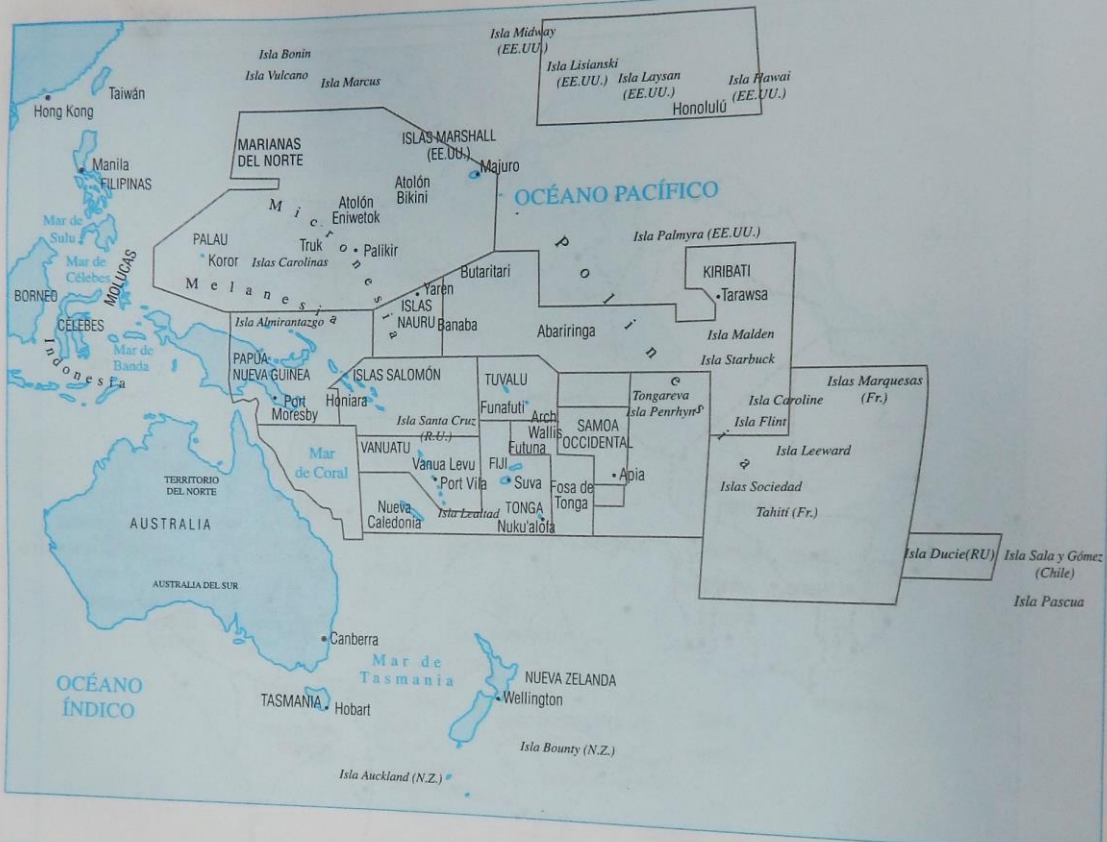 Isla Midway
(EE.UU.)
Isla Bonin
Isla Vulcano
Isla Marcus
Isla Lisianski
(EE.UU.)
Isla Laysan
(EE.UU.)
Isla Hawai
(EE.UU.)
Honolulú
Taiwán
Hong Kong
MARIANAS
DEL NORTE
ISLAS MARSHALL
(EE.UU.)
Majuro
Manila
FILIPINAS
Atolón
Bikini
Atolón
Eniwetok
OCÉANO PACÍFICO
Micronesia
Mar de
Sulu
PALAU
Koror
Truk
Palikir
Islas Carolinas
Isla Palmyra (EE.UU.)
Polinesia
Mar de
Célebes
MOLUCAS
Butaritari
KIRIBATI
Tarawsa
BORNEO
Melanesia
Yaren
ISLAS
NAURU
Banaba
Abariringa
CÉLEBES
Isla Almirantazgo
Isla Malden
Indonesia
Mar de
Banda
PAPÚA-
NUEVA GUINEA
ISLAS SALOMÓN
Isla Starbuck
TUVALU
Funafuti
Tongareva
Isla Penrhyn
Islas Marquesas
(Fr.)
Isla Caroline
Port
Moresby
Honiara
Isla Santa Cruz
(R.U.)
Arch
Wallis
Futuna
SAMOA
OCCIDENTAL
Isla Flint
Mar
de Coral
VANUATU
Vanua Levu
Port Vila
FIJI
Suva
Fosa de
Tonga
Apia
Isla Leeward
TERRITORIO
DEL NORTE
Islas Sociedad
AUSTRALIA
Nueva
Caledonia
Isla Lealtad
TONGA
Nuku'alofa
Tahití (Fr.)
Isla Ducie(RU)
Isla Sala y Gómez
(Chile)
AUSTRALIA DEL SUR
Isla Pascua
Canberra
Mar de
Tasmania
OCÉANO
ÍNDICO
NUEVA ZELANDA
TASMANIA
Hobart
Wellington
Isla Bounty (N.Z.)
Isla Auckland (N.Z.)